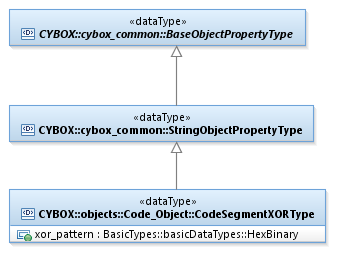 «dataType»
CYBOX::cybox_common::BaseObjectPropertyType
«dataType»
CYBOX::cybox_common::StringObjectPropertyType
«dataType»
CYBOX::objects::Code_Object::CodeSegmentXORType
xor_pattern : BasicTypes::basicDataTypes::HexBinary